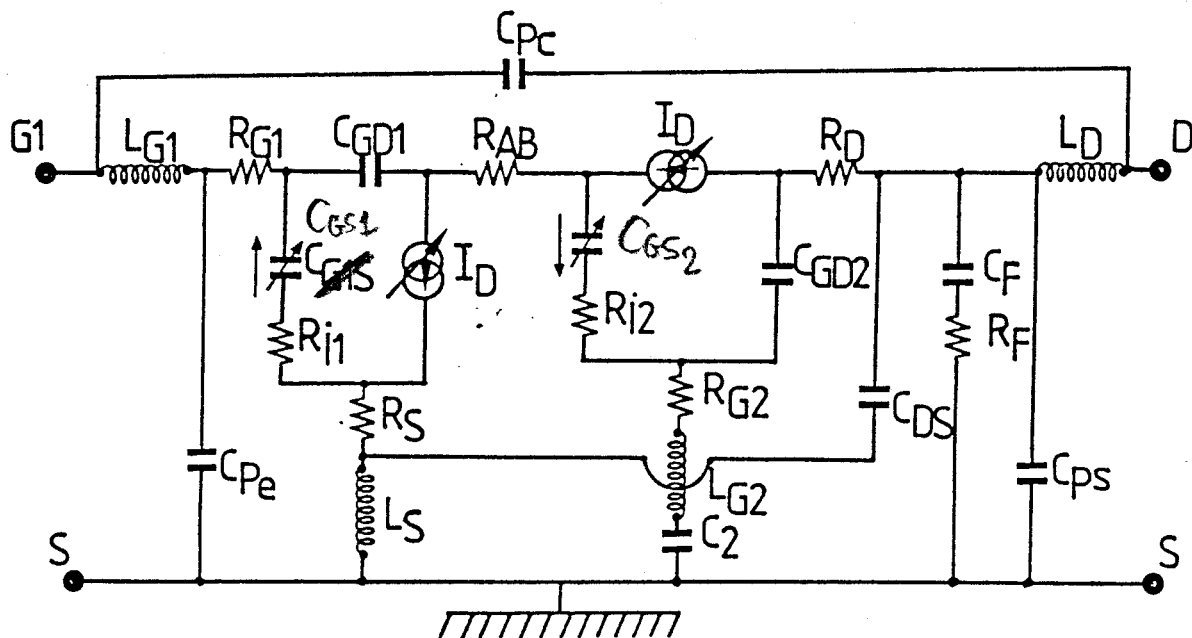 CPc
G1
LG1
RG1
CGD1
RAB
ID
RD
LD
D
CGS1
CG1S
ID
CGS2
CGD2
CF
Ri1
Ri2
RF
RS
RG2
CDS
CPe
LS
LG2
C2
CPS
S
S